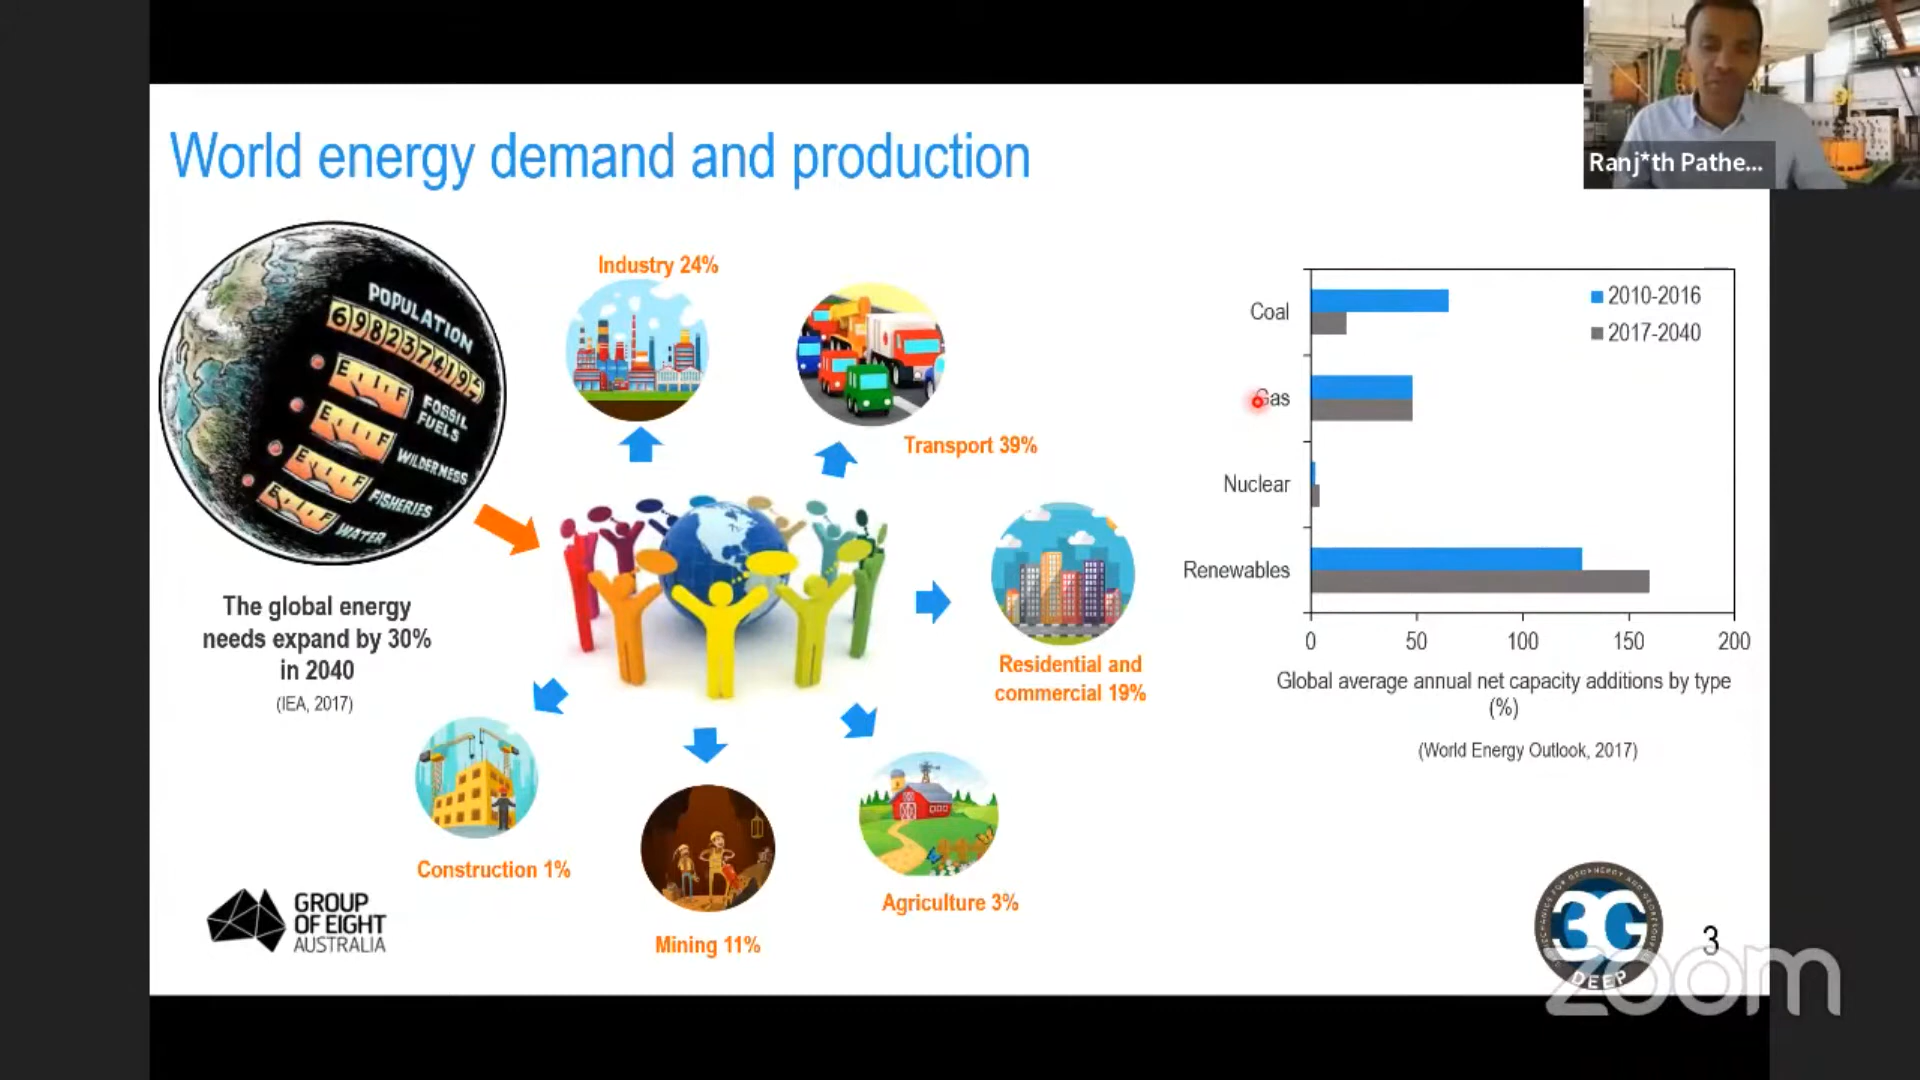 Ranj*th Pathe...
World energy demand and production
POPULATION
E F
FOSSIL
FUELS
E F
WILDERNESS
E F
FISHERIES
E F
WATER
The global energy
needs expand by 30%
in 2040
(IEA, 2017)
Industry 24%
Transport 39%
Residential and
commercial 19%
Construction 1%
Mining 11%
Agriculture 3%
2010-2016
2017-2040
Coal
Gas
Nuclear
Renewables
0 50 100 150 200
Global average annual net capacity additions by type
(%)
(World Energy Outlook, 2017)
GROUP
OF EIGHT
AUSTRALIA
3G
DEEP
3
zoom